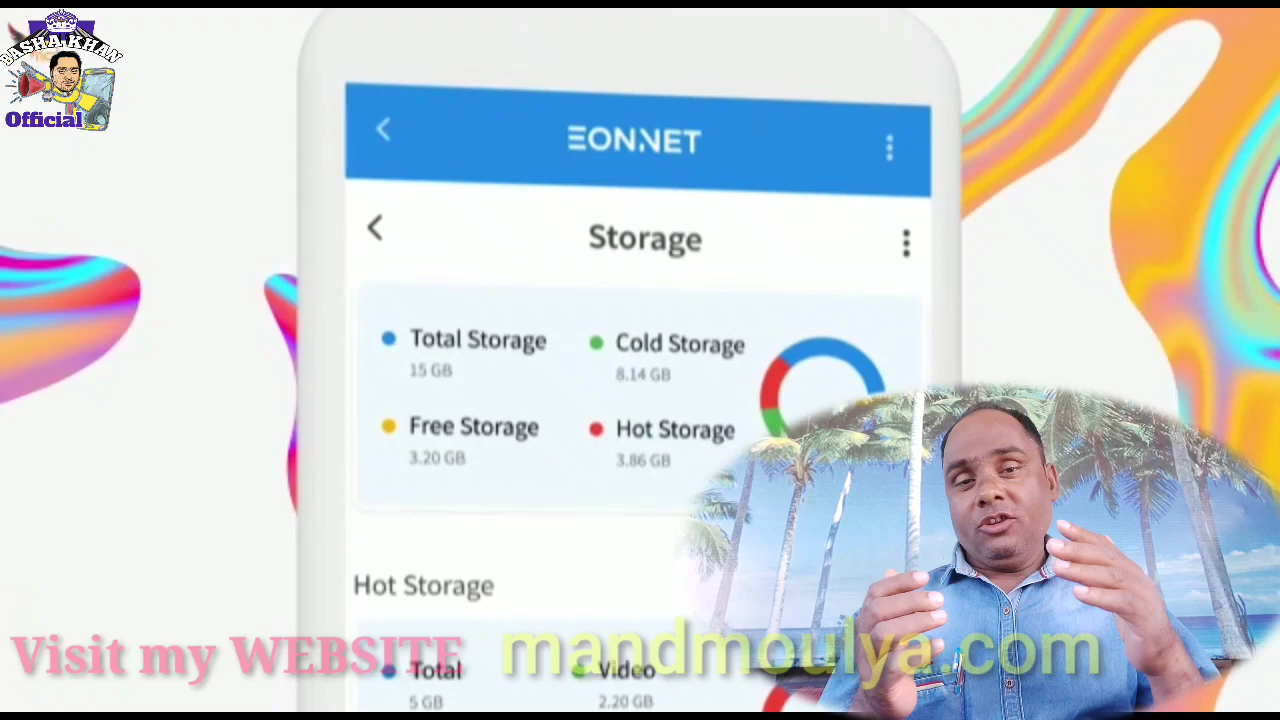 BASHA KHAN
Official
EONNET
Storage
Total Storage
15 GB
Cold Storage
8.14 GB
Free Storage
3.20 GB
Hot Storage
3.86 GB
Hot Storage
Visit my WEBSITE mandmoulya.com
Total
5 GB
Video
2.20 GB